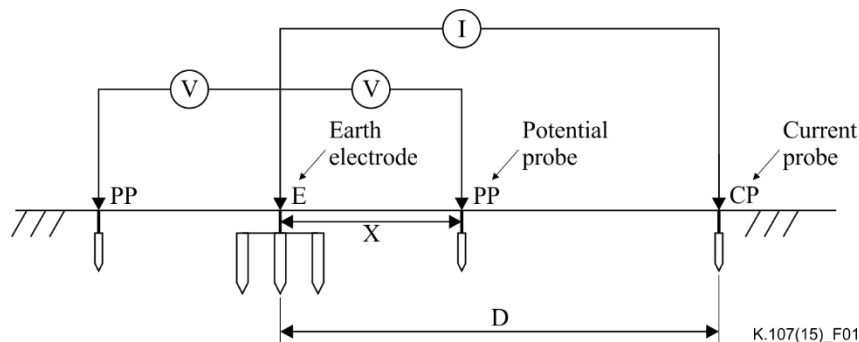 I
V
V
Earth
electrode
Potential
probe
Current
probe
PP
E
PP
CP
X
D
K.107(15)_F01